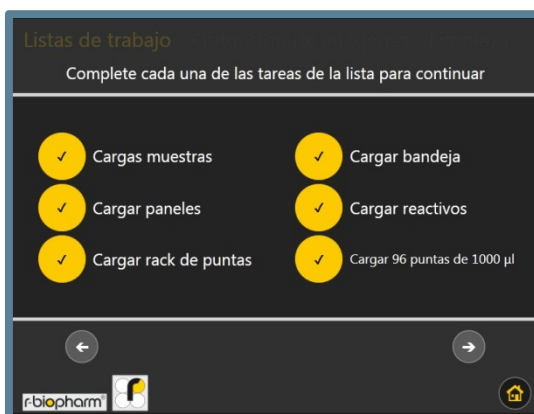 Listas de trabajo
Complete cada una de las tareas de la lista para continuar
Cargas muestras
Cargar bandeja
Cargar paneles
Cargar reactivos
Cargar rack de puntas
Cargar 96 puntas de 1000 µl
r-biopharm®